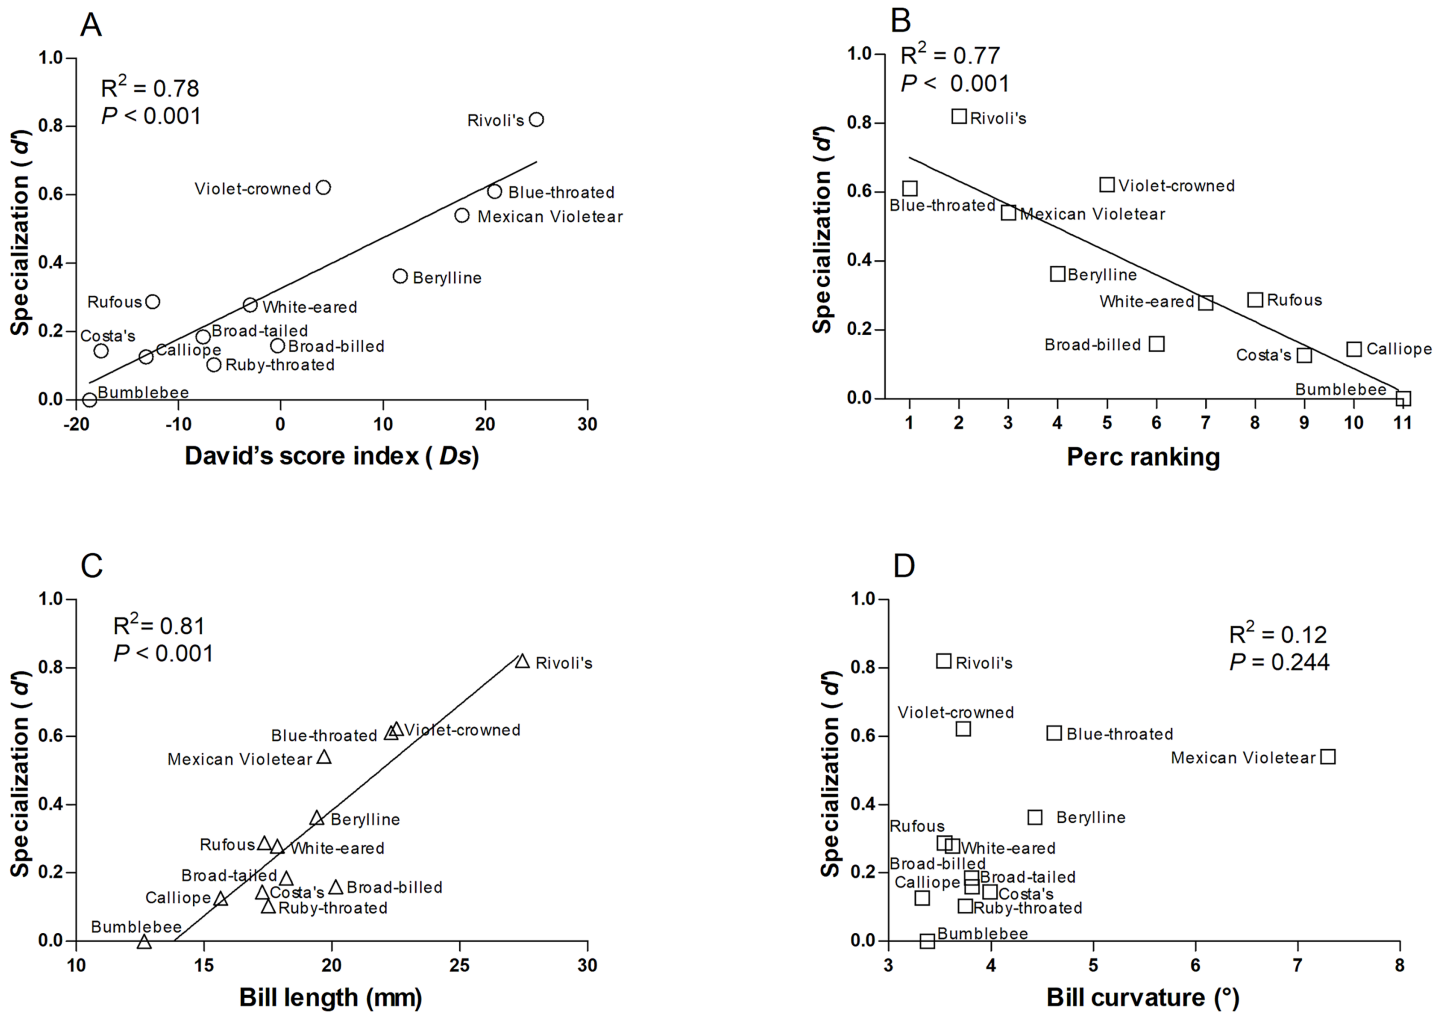 A
R² = 0.78
P < 0.001
Specialization ( d')
1.0
0.8
0.6
0.4
0.2
0.0
Rivoli's
Violet-crowned
Blue-throated
Mexican Violetear
Berylline
Rufous
White-eared
Costa's
Broad-tailed
Calliope
Broad-billed
Ruby-throated
Bumblebee
-20 -10 0 10 20 30
David's score index ( Ds)
B
R² = 0.77
P < 0.001
Specialization ( d')
1.0
0.8
0.6
0.4
0.2
0.0
Rivoli's
Violet-crowned
Blue-throated
Mexican Violetear
Berylline
White-eared
Rufous
Broad-billed
Costa's
Calliope
Bumblebee
1 2 3 4 5 6 7 8 9 10 11
Perc ranking
C
R²= 0.81
P < 0.001
Specialization ( d')
1.0
0.8
0.6
0.4
0.2
0.0
Rivoli's
Blue-throated
Violet-crowned
Mexican Violetear
Berylline
Rufous
White-eared
Broad-tailed
Broad-billed
Calliope
Costa's
Ruby-throated
Bumblebee
10 15 20 25 30
Bill length (mm)
D
R² = 0.12
P = 0.244
Specialization ( d')
1.0
0.8
0.6
0.4
0.2
0.0
Rivoli's
Violet-crowned
Blue-throated
Mexican Violetear
Berylline
Rufous
White-eared
Broad-billed
Broad-tailed
Calliope
Costa's
Ruby-throated
Bumblebee
3 4 5 6 7 8
Bill curvature (°)